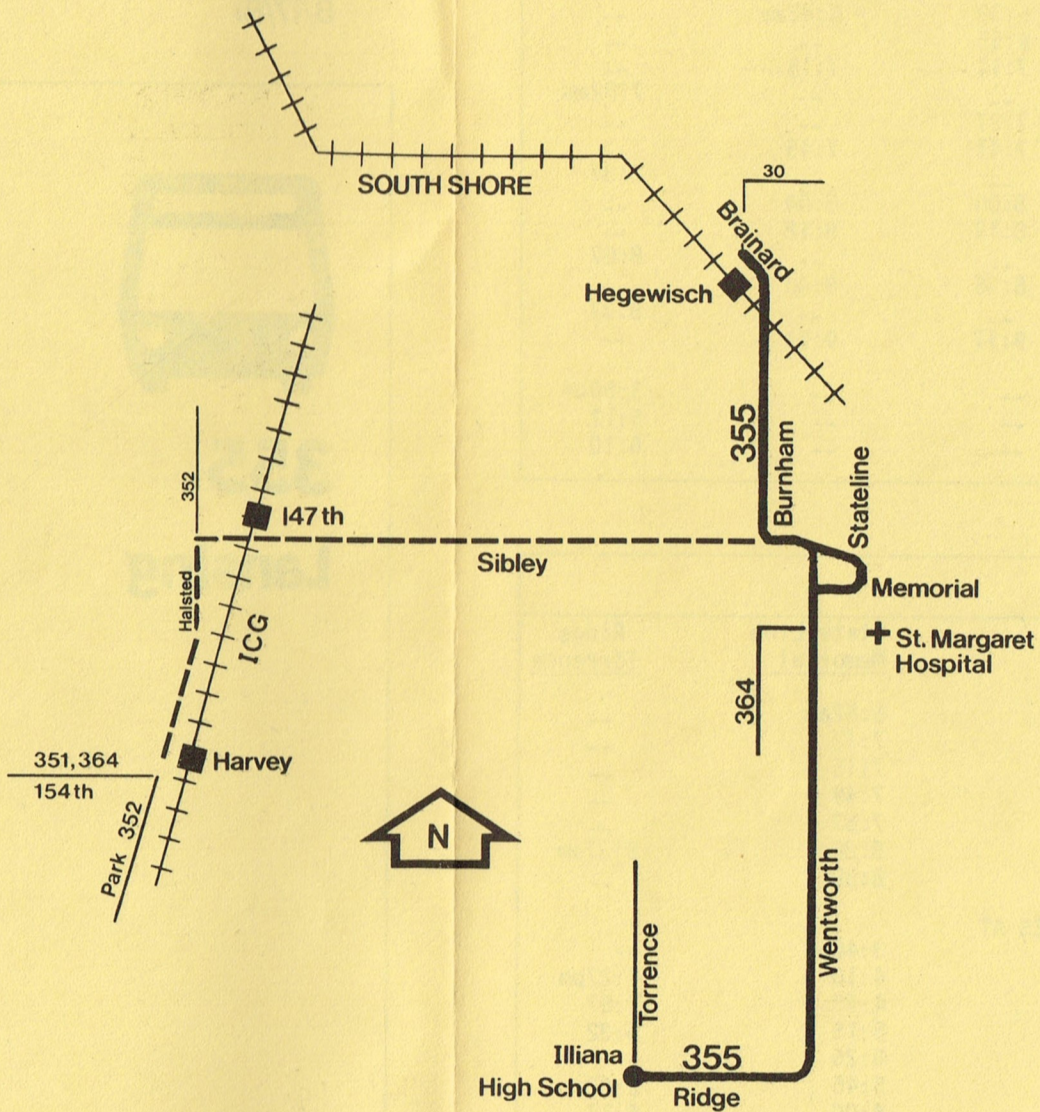 SOUTH SHORE
30
Brainard
Hegewisch
355
Burnham
Stateline
352
147th
Sibley
Halsted
ICG
Memorial
St. Margaret
Hospital
364
351, 364
154th
Harvey
Park 352
N
Wentworth
Torrence
Illiana
High School
355
Ridge